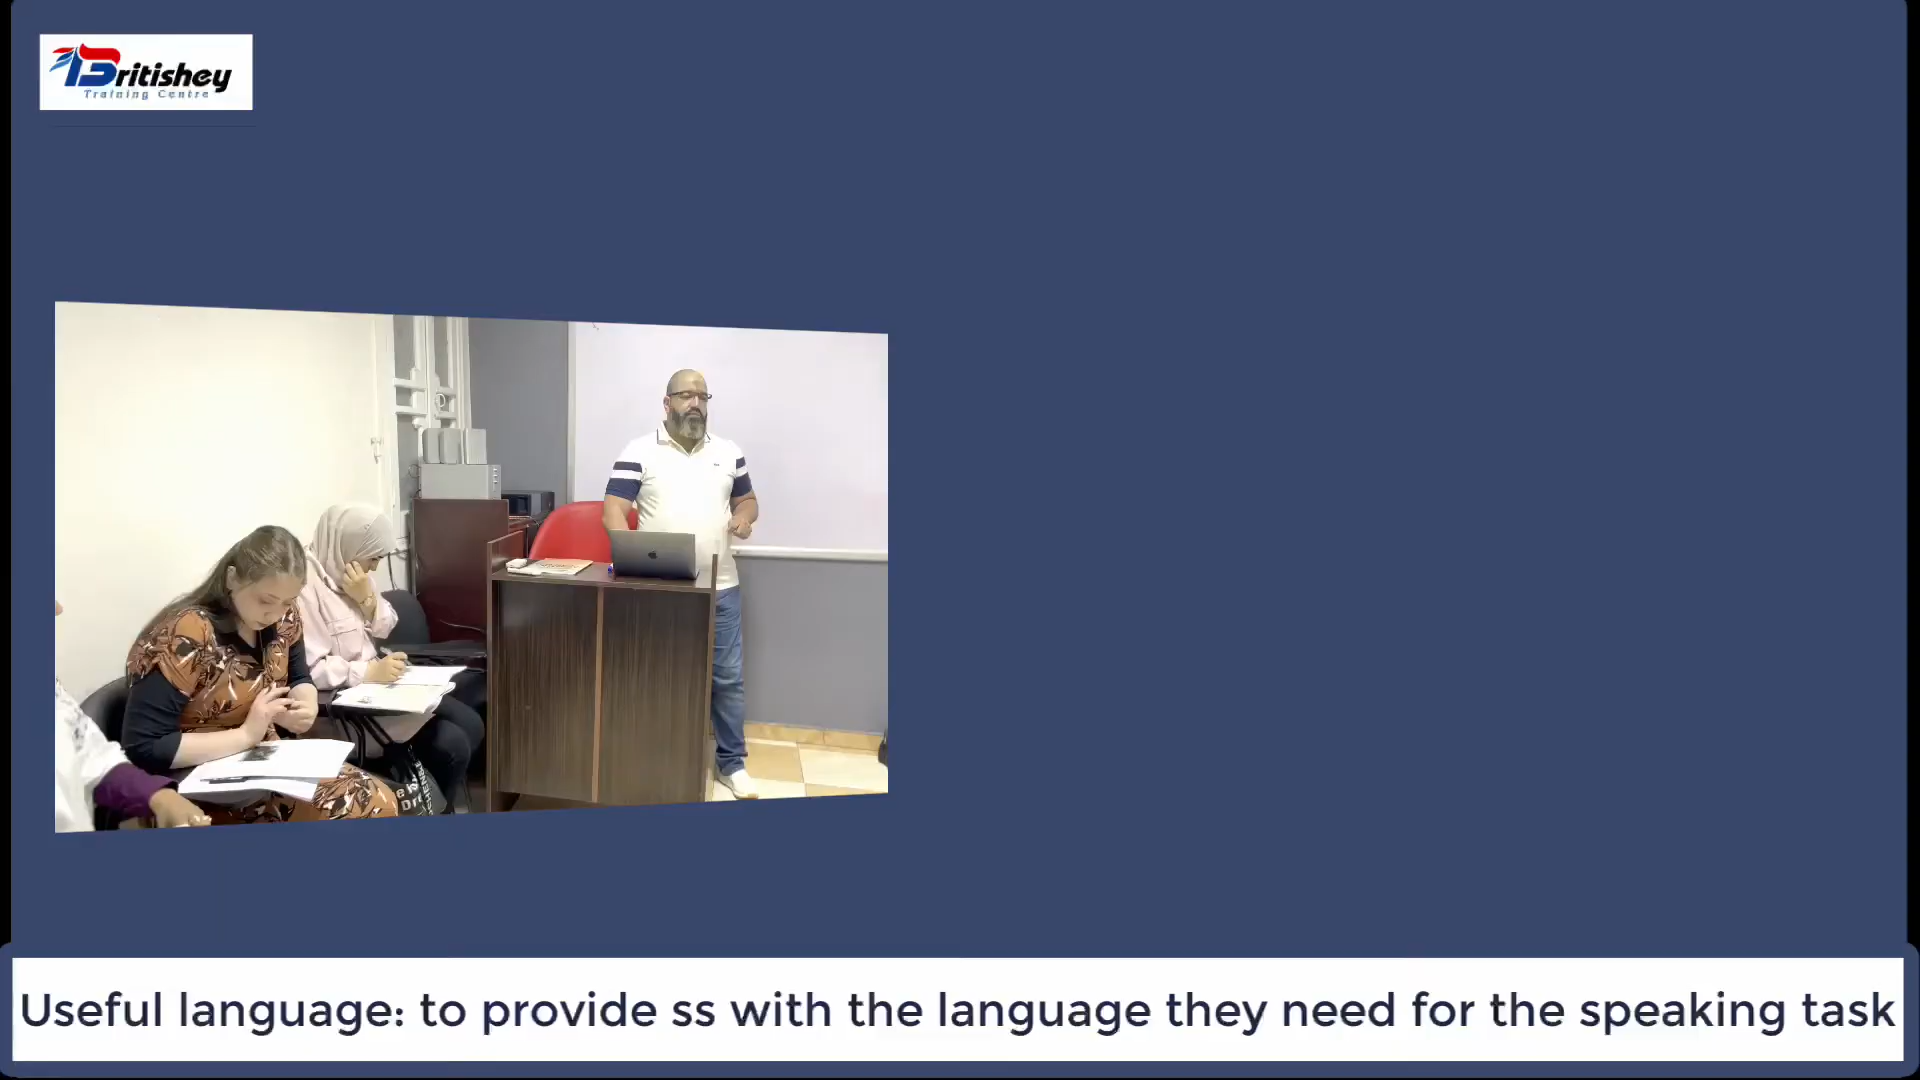 Britishey
Training Centre
Useful language: to provide ss with the language they need for the speaking task